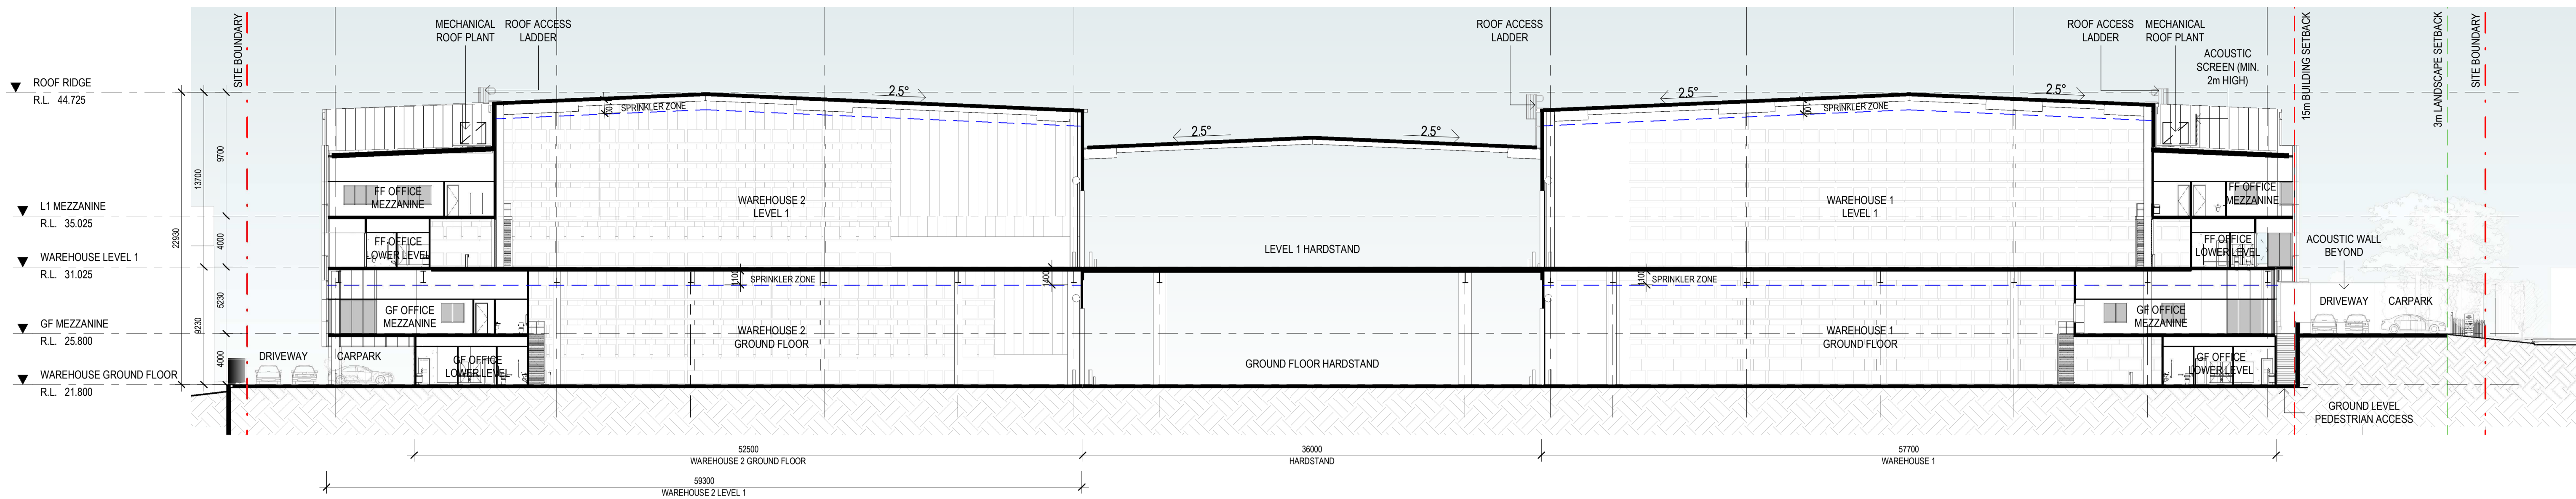 SITE BOUNDARY
MECHANICAL
ROOF PLANT
ROOF ACCESS
LADDER
ROOF ACCESS
LADDER
ROOF ACCESS
LADDER
MECHANICAL
ROOF PLANT
ACOUSTIC
SCREEN (MIN.
2m HIGH)
15m BUILDING SETBACK
3m LANDSCAPE SETBACK
SITE BOUNDARY
ROOF RIDGE
R.L. 44.725
2.5°
2.5°
2.5°
2.5°
2.5°
SPRINKLER ZONE
SPRINKLER ZONE
9700
13700
22930
FF OFFICE
MEZZANINE
WAREHOUSE 2
LEVEL 1
WAREHOUSE 1
LEVEL 1
FF OFFICE
MEZZANINE
L1 MEZZANINE
R.L. 35.025
4000
FF OFFICE
LOWER LEVEL
LEVEL 1 HARDSTAND
FF OFFICE
LOWER LEVEL
ACOUSTIC WALL
BEYOND
WAREHOUSE LEVEL 1
R.L. 31.025
1100
SPRINKLER ZONE
1400
1100
SPRINKLER ZONE
5230
9230
GF OFFICE
MEZZANINE
GF OFFICE
MEZZANINE
DRIVEWAY
CARPARK
GF MEZZANINE
R.L. 25.800
WAREHOUSE 2
GROUND FLOOR
WAREHOUSE 1
GROUND FLOOR
4000
DRIVEWAY
CARPARK
GF OFFICE
LOWER LEVEL
GROUND FLOOR HARDSTAND
GF OFFICE
LOWER LEVEL
WAREHOUSE GROUND FLOOR
R.L. 21.800
GROUND LEVEL
PEDESTRIAN ACCESS
52500
WAREHOUSE 2 GROUND FLOOR
36000
HARDSTAND
57700
WAREHOUSE 1
59300
WAREHOUSE 2 LEVEL 1